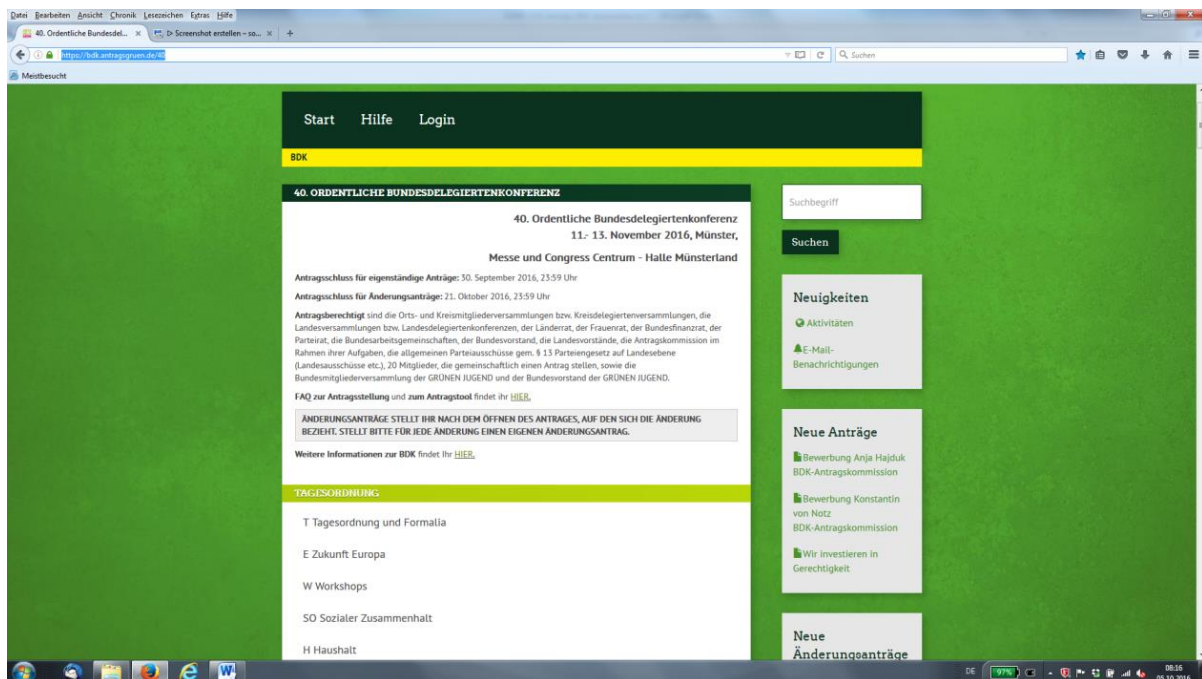 Datei Bearbeiten Ansicht Chronik Lesezeichen Extras Hilfe
40. Ordentliche Bundesdel... × ▷ Screenshot erstellen – so... × +
https://bdk.antragsgruen.de/40
Suchen
Meistbesucht
Start Hilfe Login
BDK
40. ORDENTLICHE BUNDESDELEGIERTENKONFERENZ
40. Ordentliche Bundesdelegiertenkonferenz
11.- 13. November 2016, Münster,
Messe und Congress Centrum - Halle Münsterland
Antragsschluss für eigenständige Anträge: 30. September 2016, 23:59 Uhr
Antragsschluss für Änderungsanträge: 21. Oktober 2016, 23:59 Uhr
Antragsberechtigt sind die Orts- und Kreismitgliederversammlungen bzw. Kreisdelegiertenversammlungen, die
Landesversammlungen bzw. Landesdelegiertenkonferenzen, der Länderrat, der Frauenrat, der Bundesfinanzrat, der
Parteirat, die Bundesarbeitsgemeinschaften, der Bundesvorstand, die Landesvorstände, die Antragskommission im
Rahmen ihrer Aufgaben, die allgemeinen Parteiausschüsse gem. § 13 Parteiengesetz auf Landesebene
(Landesausschüsse etc.), 20 Mitglieder, die gemeinschaftlich einen Antrag stellen, sowie die
Bundesmitgliederversammlung der GRÜNEN JUGEND und der Bundesvorstand der GRÜNEN JUGEND.
FAQ zur Antragsstellung und zum Antragstool findet ihr HIER.
ÄNDERUNGSANTRÄGE STELLT IHR NACH DEM ÖFFNEN DES ANTRAGES, AUF DEN SICH DIE ÄNDERUNG
BEZIEHT. STELLT BITTE FÜR JEDE ÄNDERUNG EINEN EIGENEN ÄNDERUNGSANTRAG.
Weitere Informationen zur BDK findet Ihr HIER.
TAGESORDNUNG
T Tagesordnung und Formalia
E Zukunft Europa
W Workshops
SO Sozialer Zusammenhalt
H Haushalt
Suchbegriff
Suchen
Neuigkeiten
Aktivitäten
E-Mail-
Benachrichtigungen
Neue Anträge
Bewerbung Anja Hajduk
BDK-Antragskommission
Bewerbung Konstantin
von Notz
BDK-Antragskommission
Wir investieren in
Gerechtigkeit
Neue
Änderungsanträge
DE 97% 08:16
05.10.2016